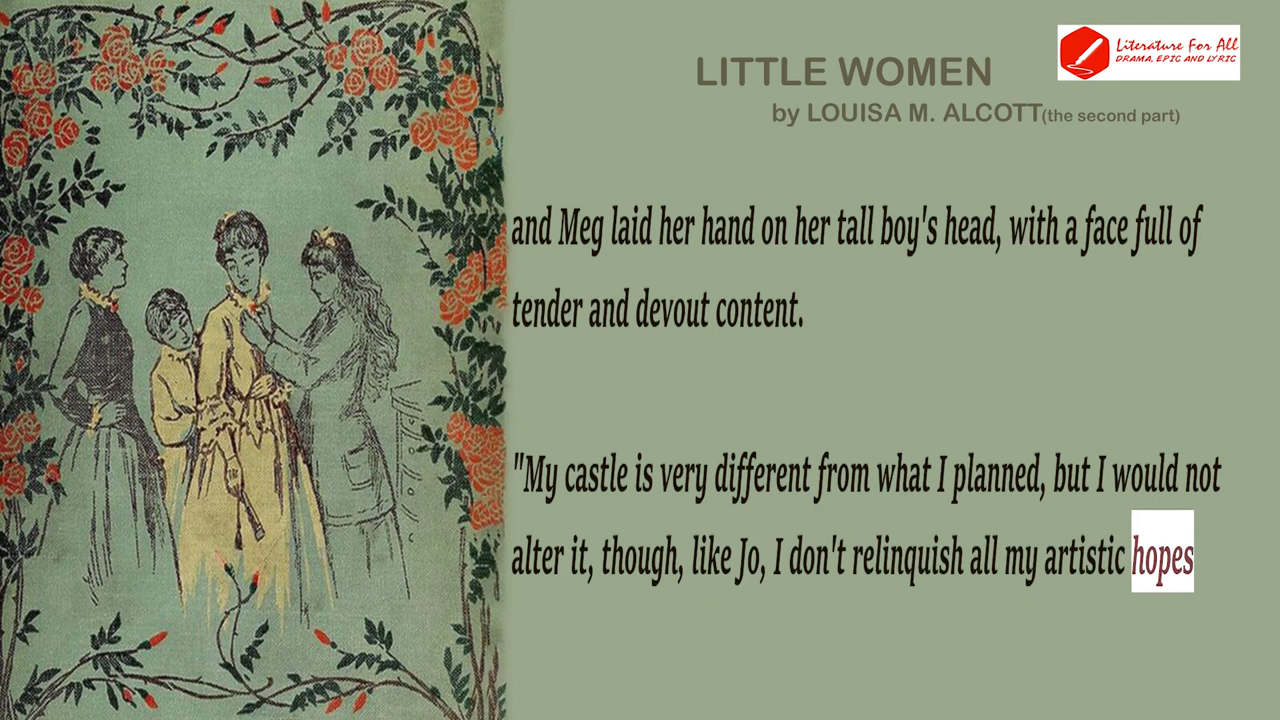 LITTLE WOMEN
by LOUISA M. ALCOTT(the second part)
Literature For All
DRAMA, EPIC AND LYRIC
and Meg laid her hand on her tall boy's head, with a face full of
tender and devout content.
"My castle is very different from what I planned, but I would not
alter it, though, like Jo, I don't relinquish all my artistic hopes